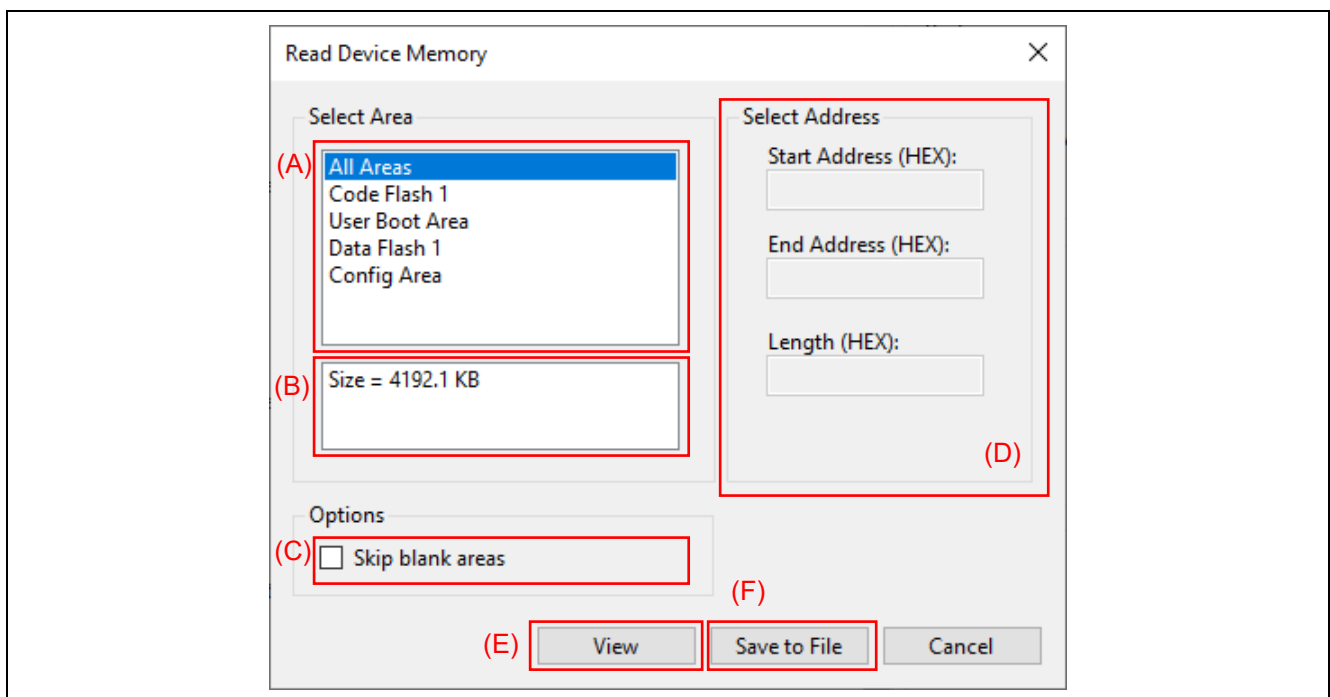 Read Device Memory
Select Area
Select Address
(A)
All Areas
Code Flash 1
User Boot Area
Data Flash 1
Config Area
Start Address (HEX):
End Address (HEX):
Length (HEX):
(B)
Size = 4192.1 KB
(D)
Options
(C)
Skip blank areas
(F)
(E)
View
Save to File
Cancel